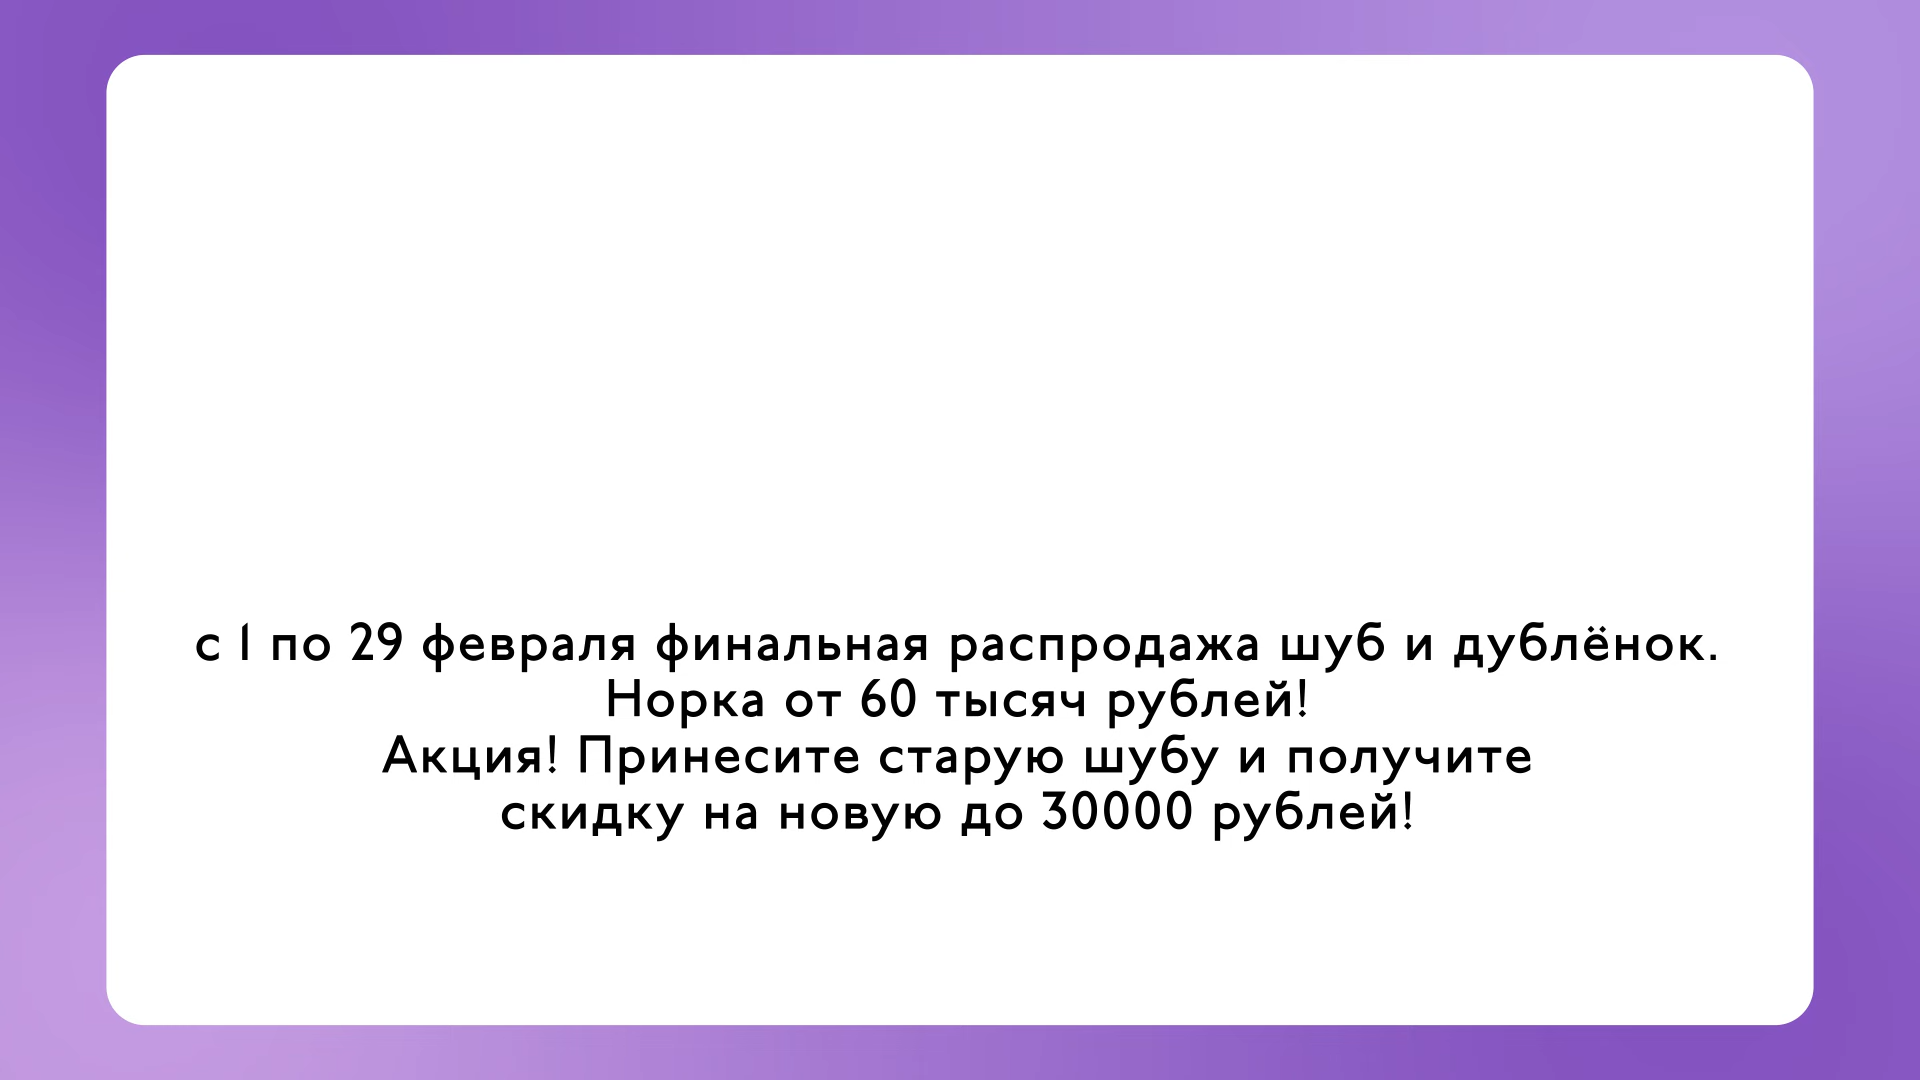 с 1 по 29 февраля финальная распродажа шуб и дублёнок.
Норка от 60 тысяч рублей!
Акция! Принесите старую шубу и получите
скидку на новую до 30000 рублей!